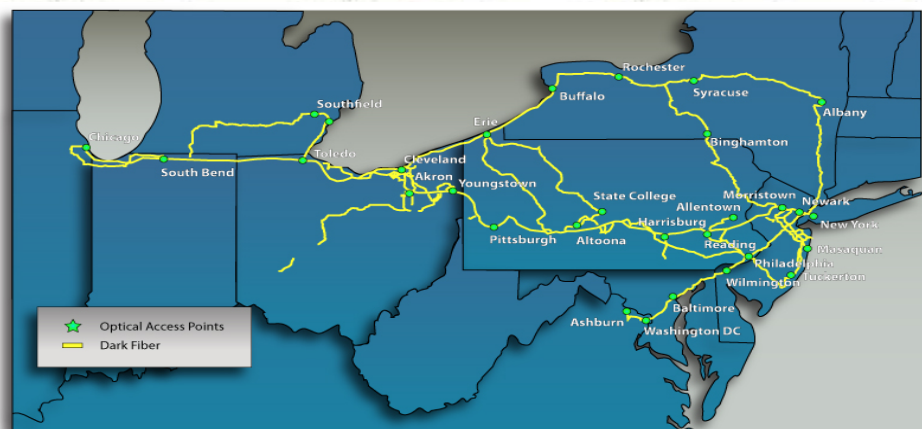 Rochester
Southfield
Buffalo
Syracuse
Albany
Erie
Chicago
Binghamton
Toledo
Cleveland
South Bend
Akron
Youngstown
State College
Morristown
Newark
Allentown
New York
Harrisburg
Pittsburgh
Altoona
Reading
Masaquan
Philadelphia
Tuckerton
Wilmington
Baltimore
Ashburn
Washington DC
Optical Access Points
Dark Fiber